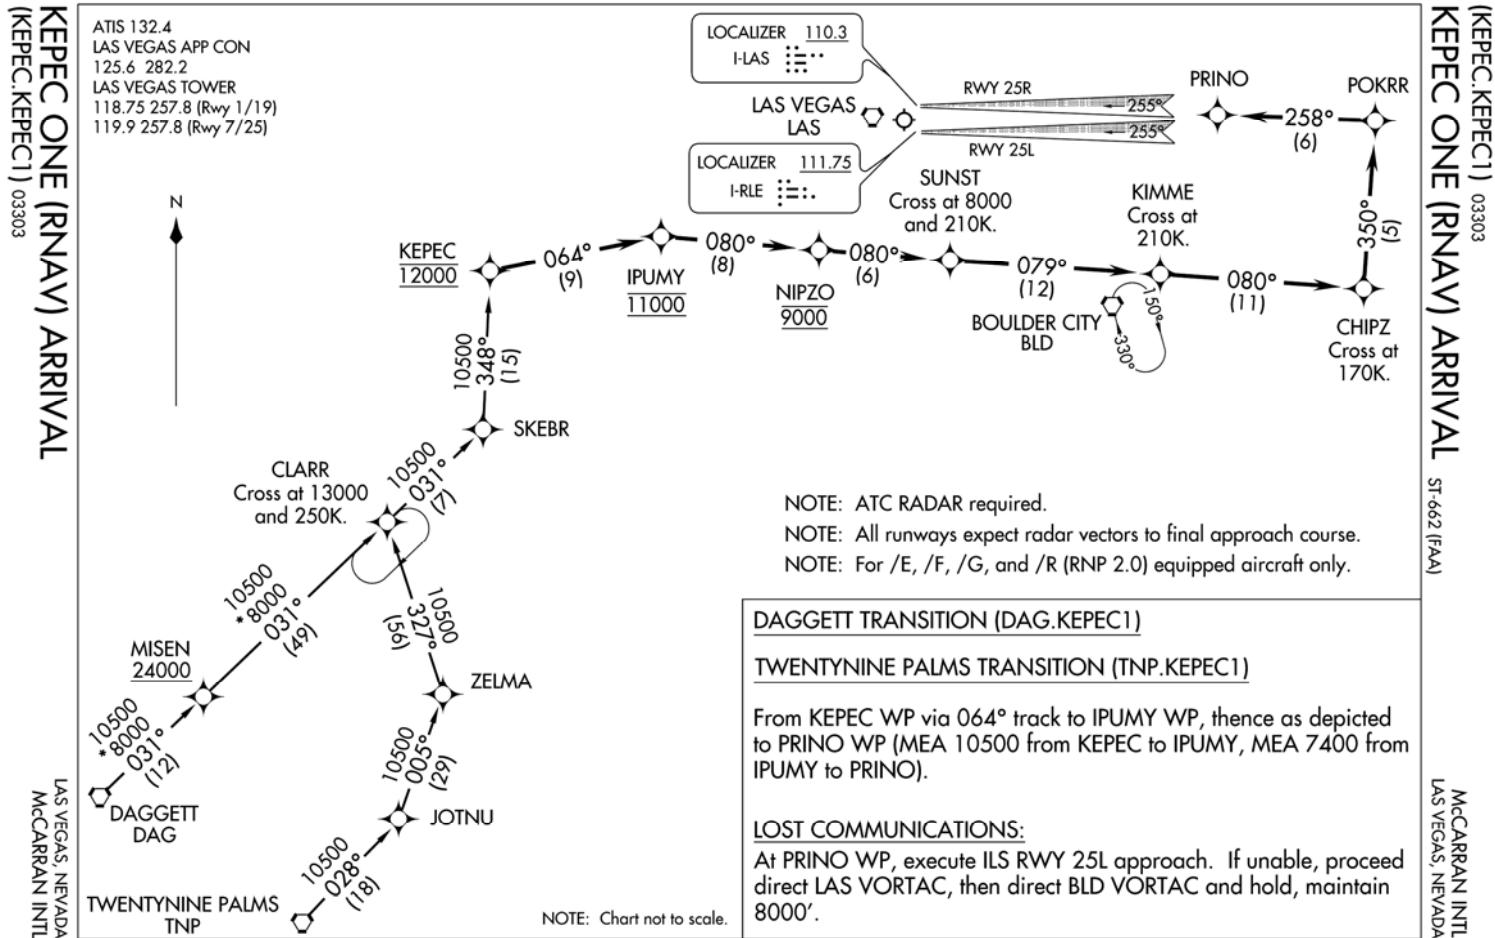 (KEPEC.KEPEC1) 03303
KEPEC ONE (RNAV) ARRIVAL
ST-662 (FAA)
McCARRAN INTL
LAS VEGAS, NEVADA
KEPEC ONE (RNAV) ARRIVAL
(KEPEC.KEPEC1) 03303
LAS VEGAS, NEVADA
McCARRAN INTL
ATIS 132.4
LAS VEGAS APP CON
125.6 282.2
LAS VEGAS TOWER
118.75 257.8 (Rwy 1/19)
119.9 257.8 (Rwy 7/25)
N
LOCALIZER 110.3
I-LAS
LAS VEGAS
LAS
LOCALIZER 111.75
I-RLE
RWY 25R
255°
255°
RWY 25L
PRINO
258°
(6)
POKRR
350°
(5)
SUNST
Cross at 8000
and 210K.
KIMME
Cross at
210K.
KEPEC
12000
064°
(9)
IPUMY
11000
080°
(8)
NIPZO
9000
080°
(6)
079°
(12)
080°
(11)
BOULDER CITY
BLD
150°
330°
CHIPZ
Cross at
170K.
10500
348°
(15)
SKEBR
10500
031°
(7)
CLARR
Cross at 13000
and 250K.
10500
*8000
031°
(49)
10500
327°
(56)
MISEN
24000
ZELMA
10500
*8000
031°
(12)
DAGGETT
DAG
10500
005°
(29)
JOTNU
10500
028°
(18)
TWENTYNINE PALMS
TNP
NOTE: Chart not to scale.
NOTE: ATC RADAR required.
NOTE: All runways expect radar vectors to final approach course.
NOTE: For /E, /F, /G, and /R (RNP 2.0) equipped aircraft only.
DAGGETT TRANSITION (DAG.KEPEC1)
TWENTYNINE PALMS TRANSITION (TNP.KEPEC1)
From KEPEC WP via 064° track to IPUMY WP, thence as depicted
to PRINO WP (MEA 10500 from KEPEC to IPUMY, MEA 7400 from
IPUMY to PRINO).
LOST COMMUNICATIONS:
At PRINO WP, execute ILS RWY 25L approach. If unable, proceed
direct LAS VORTAC, then direct BLD VORTAC and hold, maintain
8000'.